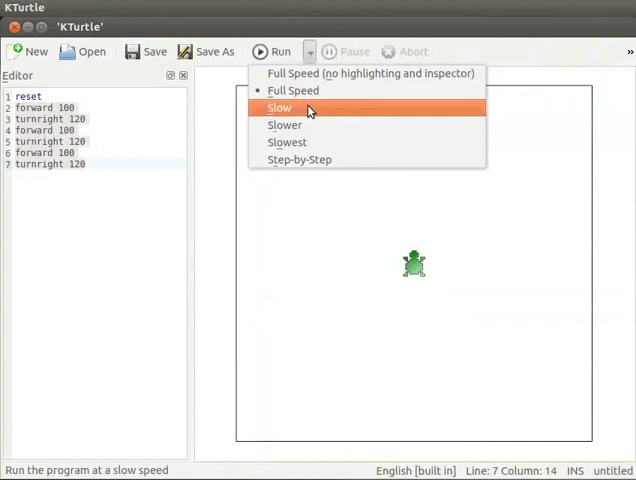 KTurtle
'KTurtle'
New Open Save Save As Run Pause Abort »
Editor
Full Speed (no highlighting and inspector)
• Full Speed
Slow
Slower
Slowest
Step-by-Step
1 reset
2 forward 100
3 turnright 120
4 forward 100
5 turnright 120
6 forward 100
7 turnright 120
Run the program at a slow speed English [built in] Line: 7 Column: 14 INS untitled